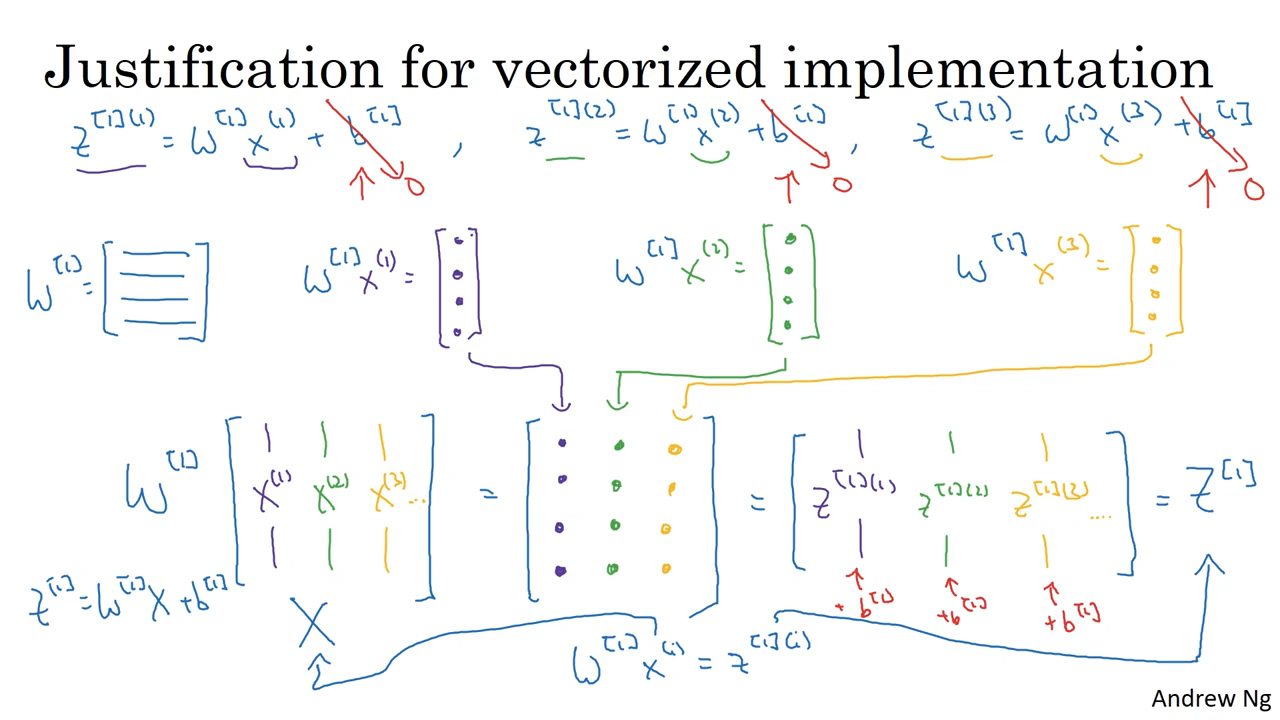 Justification for vectorized implementation
z^[1](1) = W^[1] x^(1) + b^[1] , z^[1](2) = W^[1] x^(2) + b^[1] , z^[1](3) = W^[1] x^(3) + b^[1]
↑ 0 ↑ 0 ↑ 0
W^[1] = [ ] W^[1] x^(1) = [ ] W^[1] x^(2) = [ ] W^[1] x^(3) = [ ]
W^[1] [ x^(1) x^(2) x^(3) ... ] = [ ] = [ z^[1](1) z^[1](2) z^[1](3) .... ] = Z^[1]
z^[1] = W^[1] X + b^[1] X + b^[1] + b^[1] + b^[1]
W^[1] x^(i) = z^[1](i)
Andrew Ng